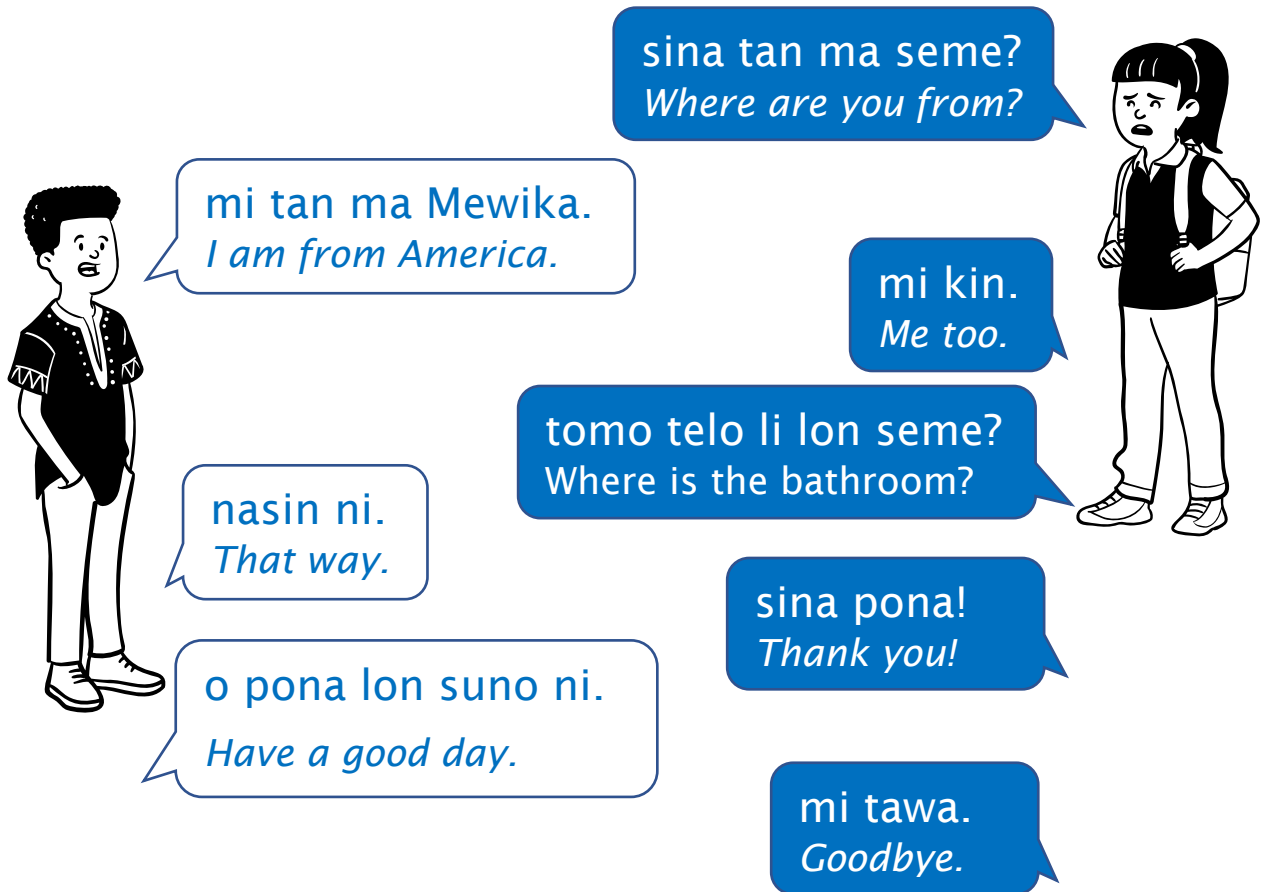 sina tan ma seme?
Where are you from?
mi tan ma Mewika.
I am from America.
mi kin.
Me too.
tomo telo li lon seme?
Where is the bathroom?
nasin ni.
That way.
sina pona!
Thank you!
o pona lon suno ni.
Have a good day.
mi tawa.
Goodbye.